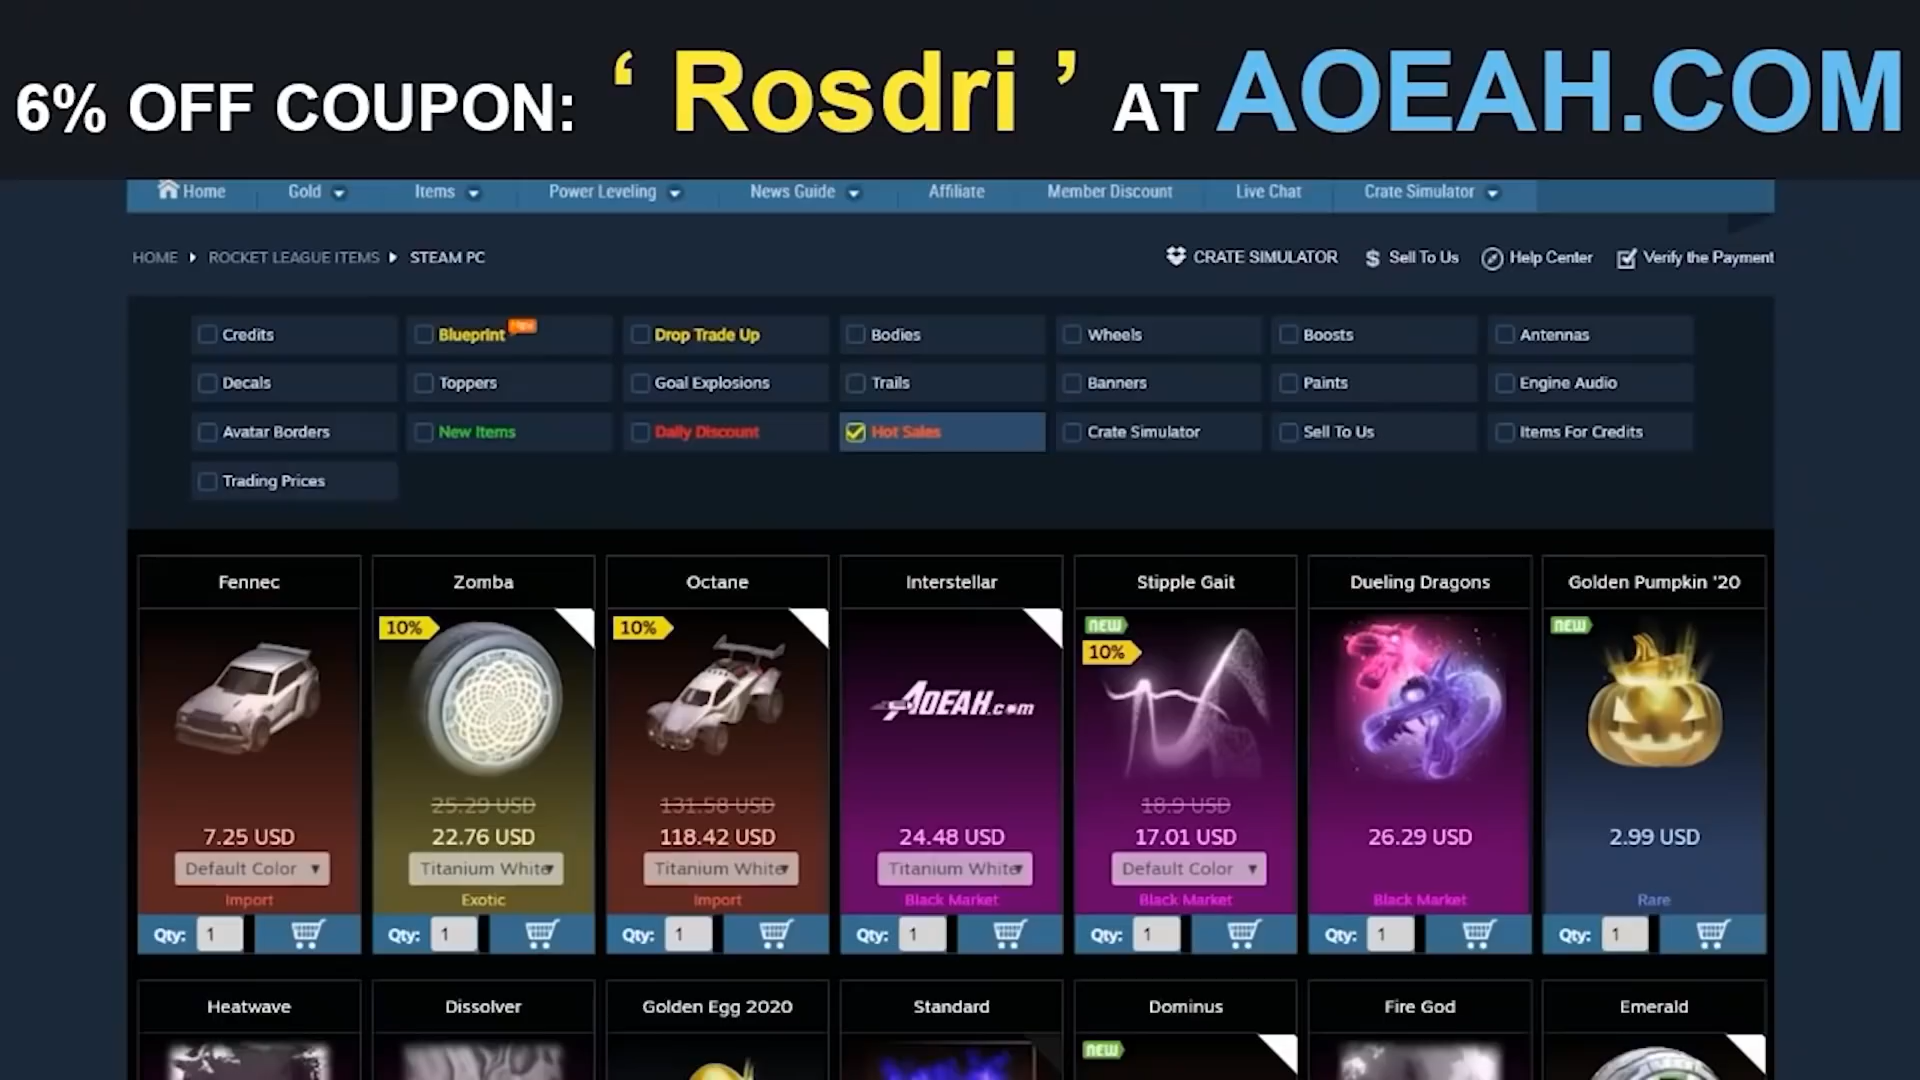 6% OFF COUPON: ‘ Rosdri ’ AT AOEAH.COM
Home Gold Items Power Leveling News Guide Affiliate Member Discount Live Chat Crate Simulator
HOME ROCKET LEAGUE ITEMS STEAM PC CRATE SIMULATOR $ Sell To Us Help Center Verify the Payment
Credits Blueprint New Drop Trade Up Bodies Wheels Boosts Antennas
Decals Toppers Goal Explosions Trails Banners Paints Engine Audio
Avatar Borders New Items Daily Discount Hot Sales Crate Simulator Sell To Us Items For Credits
Trading Prices
Fennec Zomba Octane Interstellar Stipple Gait Dueling Dragons Golden Pumpkin '20
10% 10% NEW NEW
10%
AOEAH.com
25.29 USD 131.58 USD 18.9 USD
7.25 USD 22.76 USD 118.42 USD 24.48 USD 17.01 USD 26.29 USD 2.99 USD
Default Color Titanium White Titanium White Titanium White Default Color
Import Exotic Import Black Market Black Market Black Market Rare
Qty: 1 Qty: 1 Qty: 1 Qty: 1 Qty: 1 Qty: 1 Qty: 1
Heatwave Dissolver Golden Egg 2020 Standard Dominus Fire God Emerald
NEW